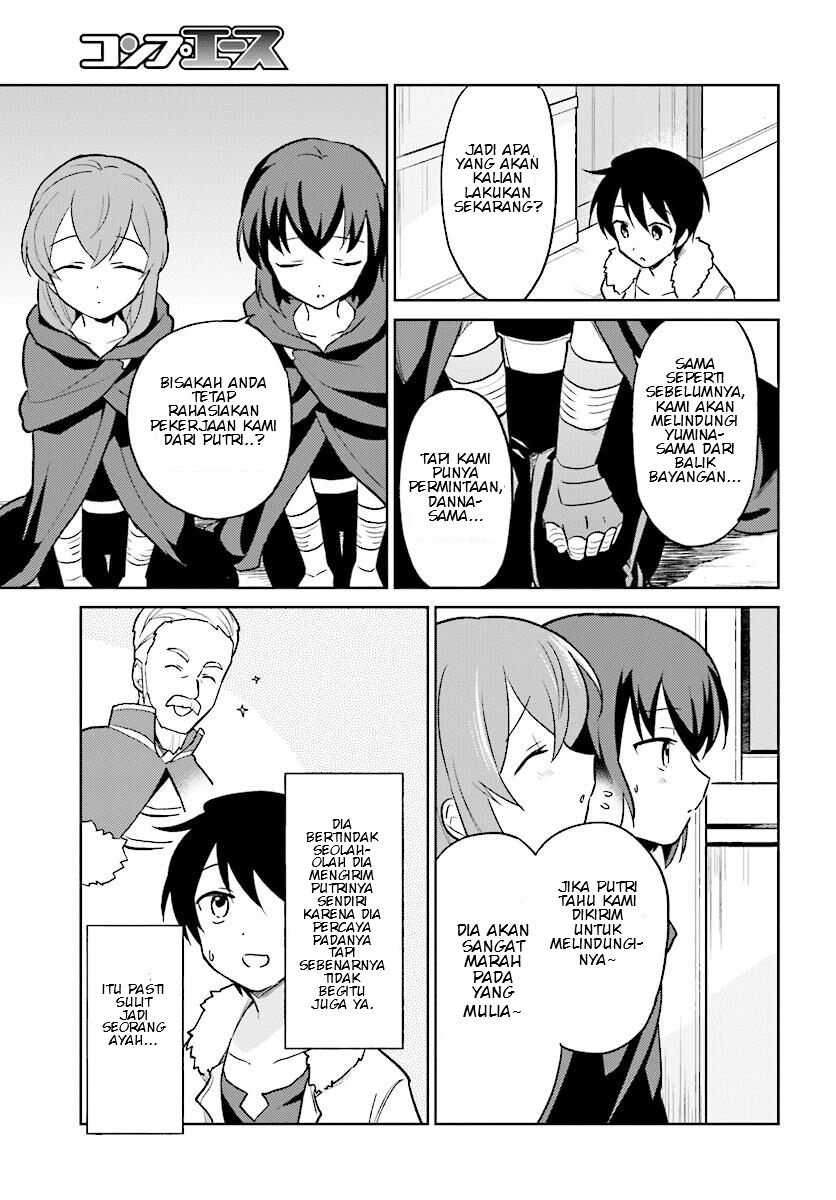 コンプ・エース
JADI APA,
YANG AKAN
KALIAN
LAKUKAN
SEKARANG?
SAMA
SEPERTI
SEBELUMNYA,
KAMI AKAN
MELINDUNGI
YUMINA-
SAMA DARI
BALIK
BAYANGAN...
TAPI KAMI
PUNYA
PERMINTAAN,
DANNA-
SAMA...
BISAKAH ANDA
TETAP
RAHASIAKAN
PEKERJAAN KAMI
DARI PUTRI..?
JIKA PUTRI
TAHU KAMI
DIKIRIM
UNTUK
MELINDUNGI-
NYA~
DIA AKAN
SANGAT
MARAH
PADA
YANG
MULIA~
DIA
BERTINDAK
SEOLAH-
OLAH DIA
MENGIRIM
PUTRINYA
SENDIRI
KARENA DIA
PERCAYA
PADANYA
TAPI
SEBENARNYA
TIDAK
BEGITU
JUGA YA.
ITU PASTI
SULIT
JADI
SEORANG
AYAH...